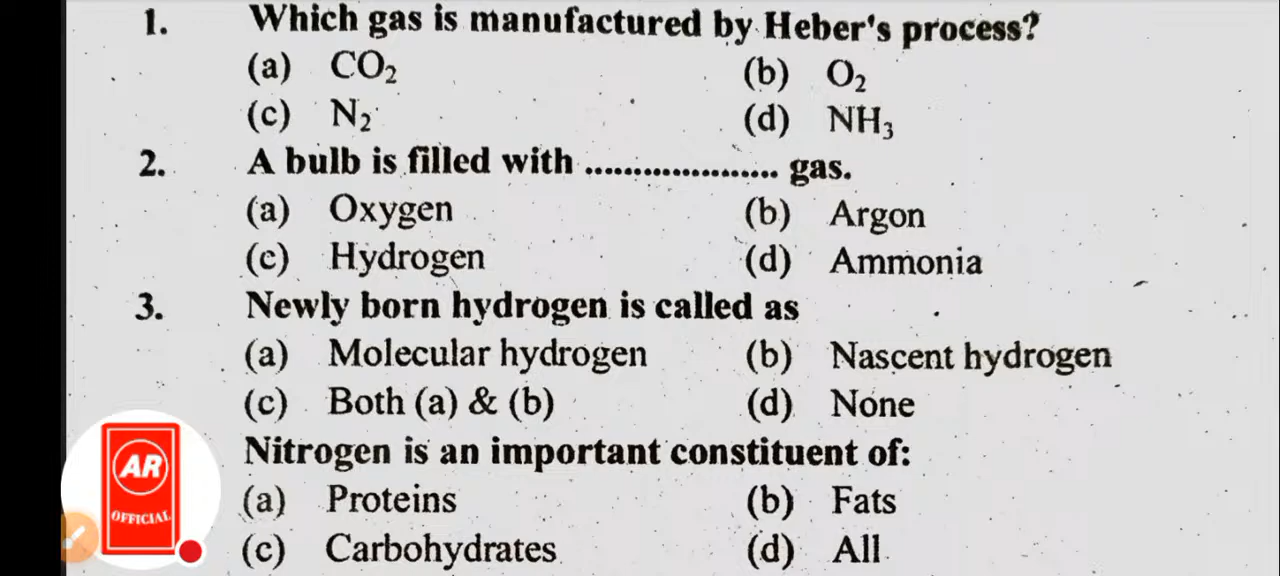 1. Which gas is manufactured by Heber's process?
(a) CO₂ (b) O₂
(c) N₂ (d) NH₃
2. A bulb is filled with .................... gas.
(a) Oxygen (b) Argon
(c) Hydrogen (d) Ammonia
3. Newly born hydrogen is called as
(a) Molecular hydrogen (b) Nascent hydrogen
(c) Both (a) & (b) (d) None
Nitrogen is an important constituent of:
(a) Proteins (b) Fats
(c) Carbohydrates (d) All
AR
OFFICIAL